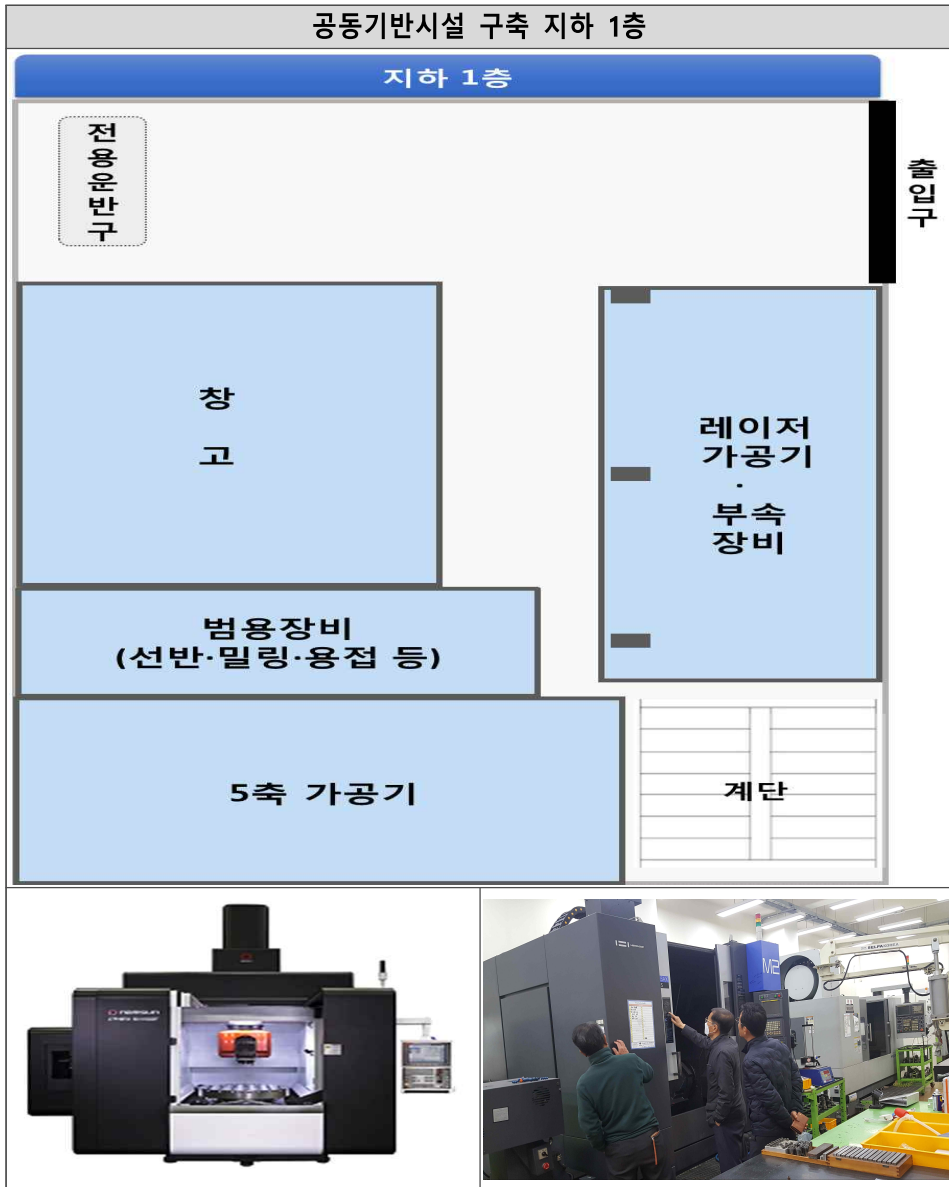 공동기반시설 구축 지하 1층
지하 1층
전
용
운
반
구
출
입
구
창
고
레이저
가공기
·
부속
장비
범용장비
(선반·밀링·용접 등)
5축 가공기
계단
M2